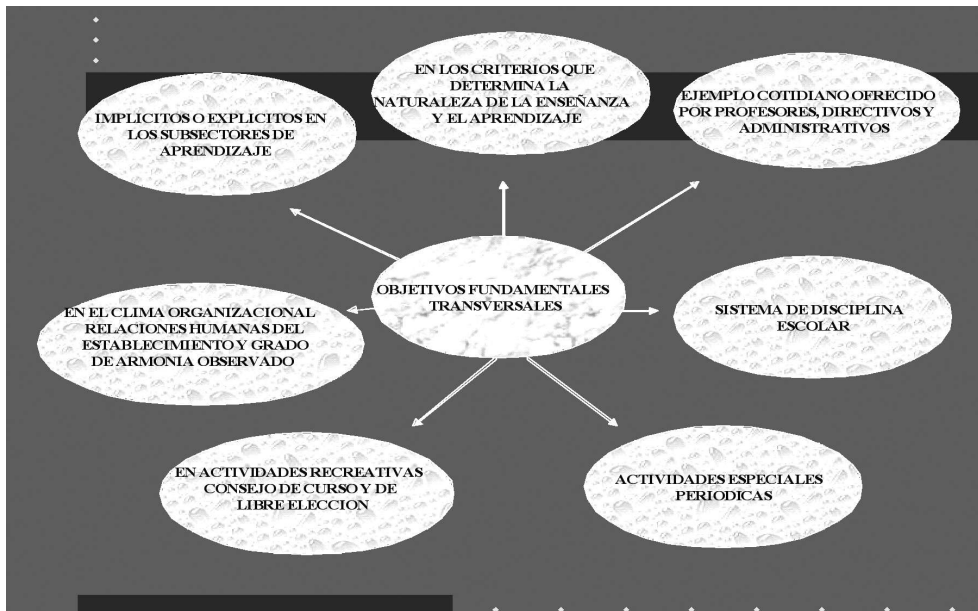 IMPLÍCITOS O EXPLICITOS EN
LOS SUBSECTORES DE
APRENDIZAJE
EN LOS CRITERIOS QUE
DETERMINA LA
NATURALEZA DE LA ENSEÑANZA
Y EL APRENDIZAJE
EJEMPLO COTIDIANO OFRECIDO
POR PROFESORES, DIRECTIVOS Y
ADMINISTRATIVOS
OBJETIVOS FUNDAMENTALES
TRANSVERSALES
EN EL CLIMA ORGANIZACIONAL
RELACIONES HUMANAS DEL
ESTABLECIMIENTO Y GRADO
DE ARMONIA OBSERVADO
SISTEMA DE DISCIPLINA
ESCOLAR
EN ACTIVIDADES RECREATIVAS
CONSEJO DE CURSO Y DE
LIBRE ELECCION
ACTIVIDADES ESPECIALES
PERIODICAS